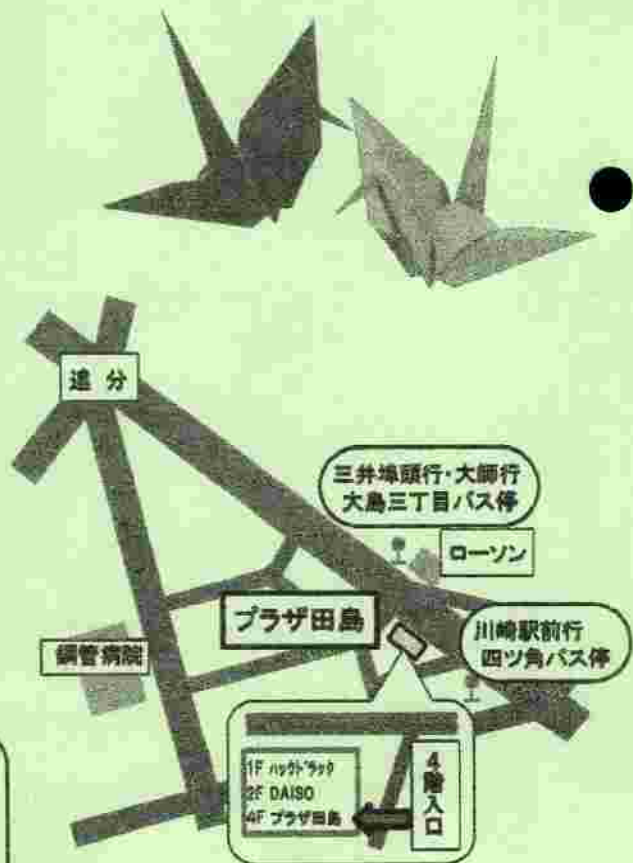 追分
三井埠頭行・大師行
大島三丁目バス停
ローソン
プラザ田島
川崎駅前行
四ツ角バス停
鋼管病院
1F ハックドラック
2F DAISO
4F プラザ田島
4階入口